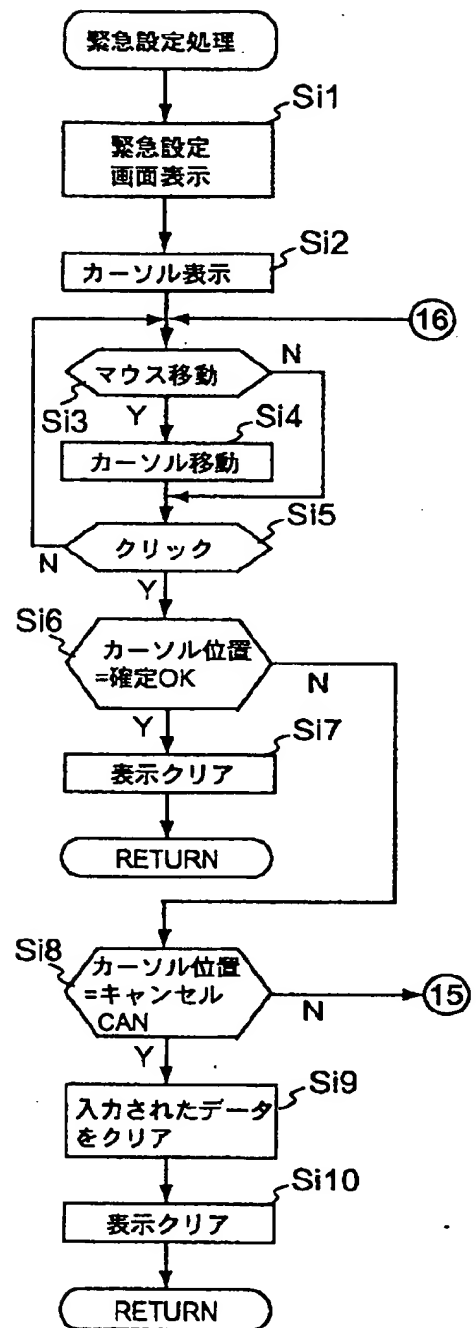 緊急設定処理
Si1
緊急設定
画面表示
Si2
カーソル表示
16
マウス移動
N
Si3
Y
Si4
カーソル移動
Si5
クリック
N
Y
Si6
カーソル位置
=確定OK
N
Y
Si7
表示クリア
RETURN
Si8
カーソル位置
=キャンセル
CAN
N
15
Y
Si9
入力されたデータ
をクリア
Si10
表示クリア
RETURN